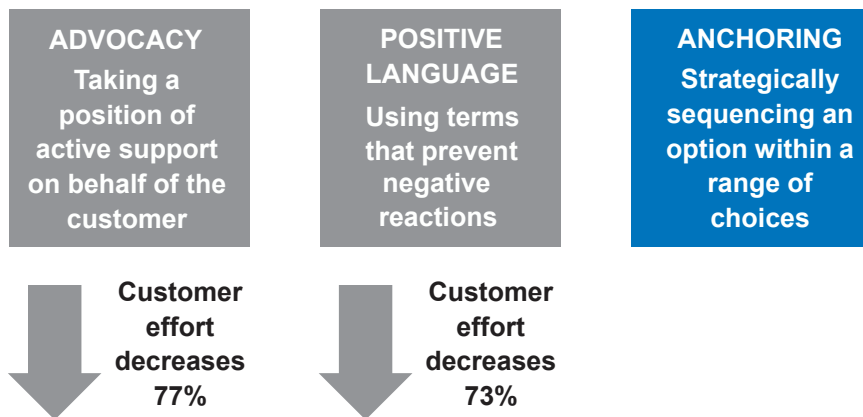 ADVOCACY
Taking a
position of
active support
on behalf of the
customer
POSITIVE
LANGUAGE
Using terms
that prevent
negative
reactions
ANCHORING
Strategically
sequencing an
option within a
range of
choices
Customer
effort
decreases
77%
Customer
effort
decreases
73%